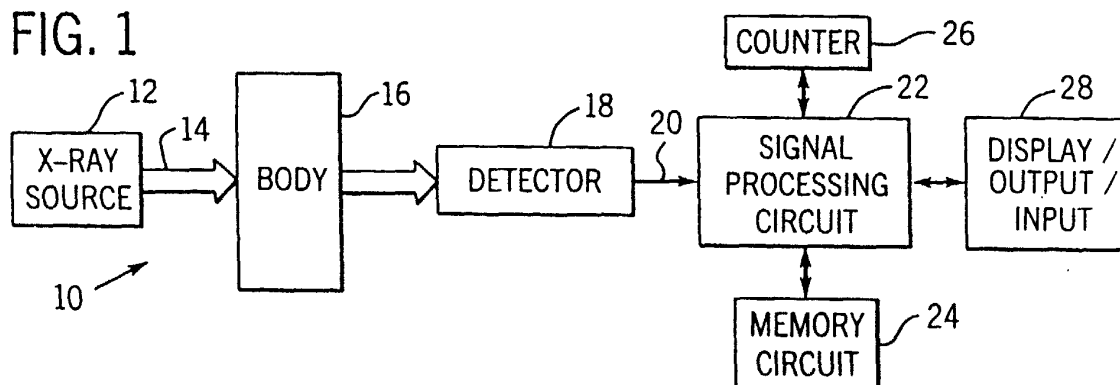 FIG. 1
12
X-RAY
SOURCE
14
16
BODY
18
DETECTOR
20
COUNTER
26
22
SIGNAL
PROCESSING
CIRCUIT
28
DISPLAY /
OUTPUT /
INPUT
10
MEMORY
CIRCUIT
24